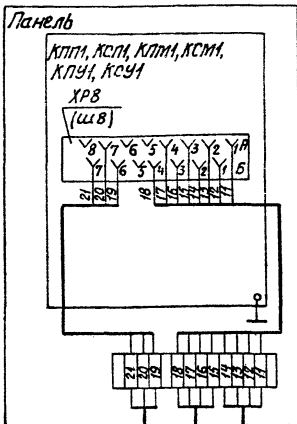 Панель
КПП1, КСП1, КПМ1, КСМ1,
КПУ1, КСУ1
ХР8
(Ш8)
8 7 6 5 4 3 2 1 А
7 6 5 4 3 2 1 Б
21 20 19 18 17 16 15 14 13 12 11
21 20 19 18 17 16 15 14 13 12 11